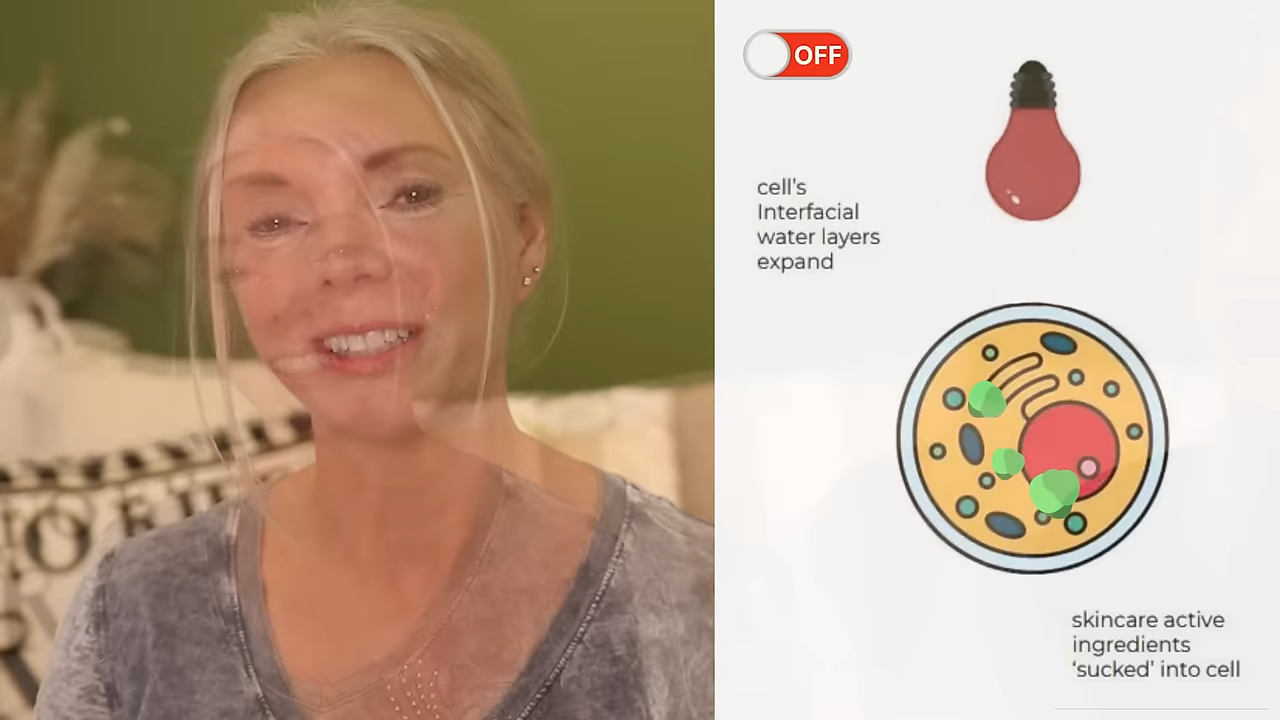 OFF
cell's
Interfacial
water layers
expand
skincare active
ingredients
‘sucked’ into cell